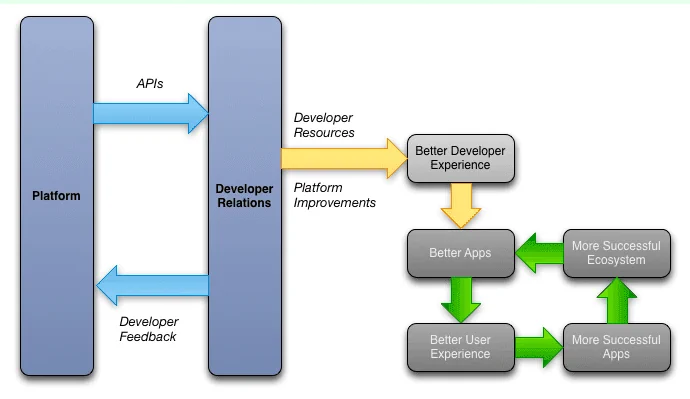 APIs
Developer
Resources
Better Developer
Experience
Platform
Developer
Relations
Platform
Improvements
Better Apps
More Successful
Ecosystem
Developer
Feedback
Better User
Experience
More Successful
Apps